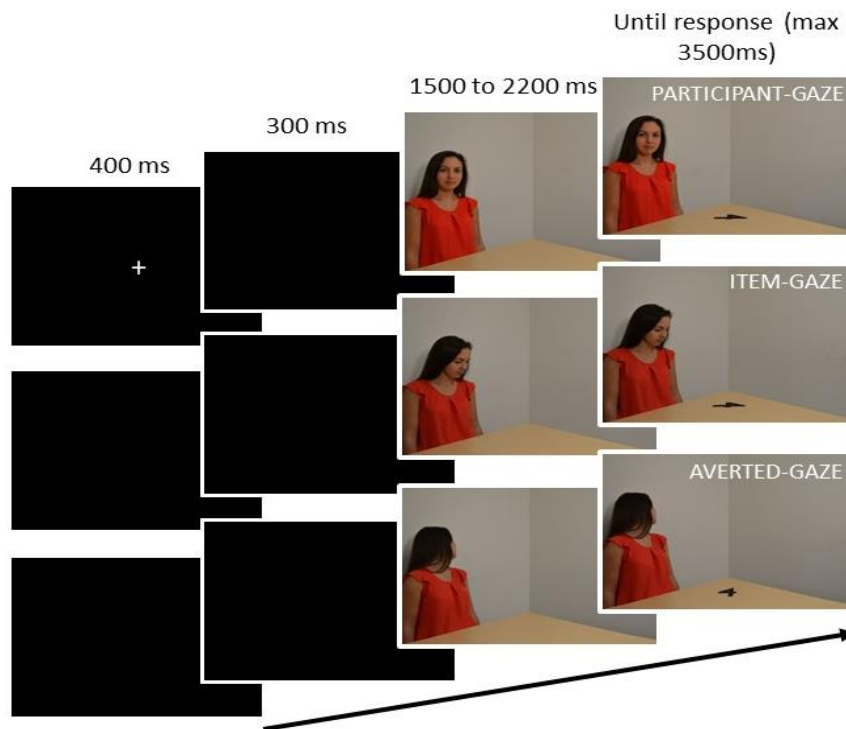 Until response (max
3500ms)
1500 to 2200 ms
300 ms
400 ms
PARTICIPANT-GAZE
+
ITEM-GAZE
AVERTED-GAZE